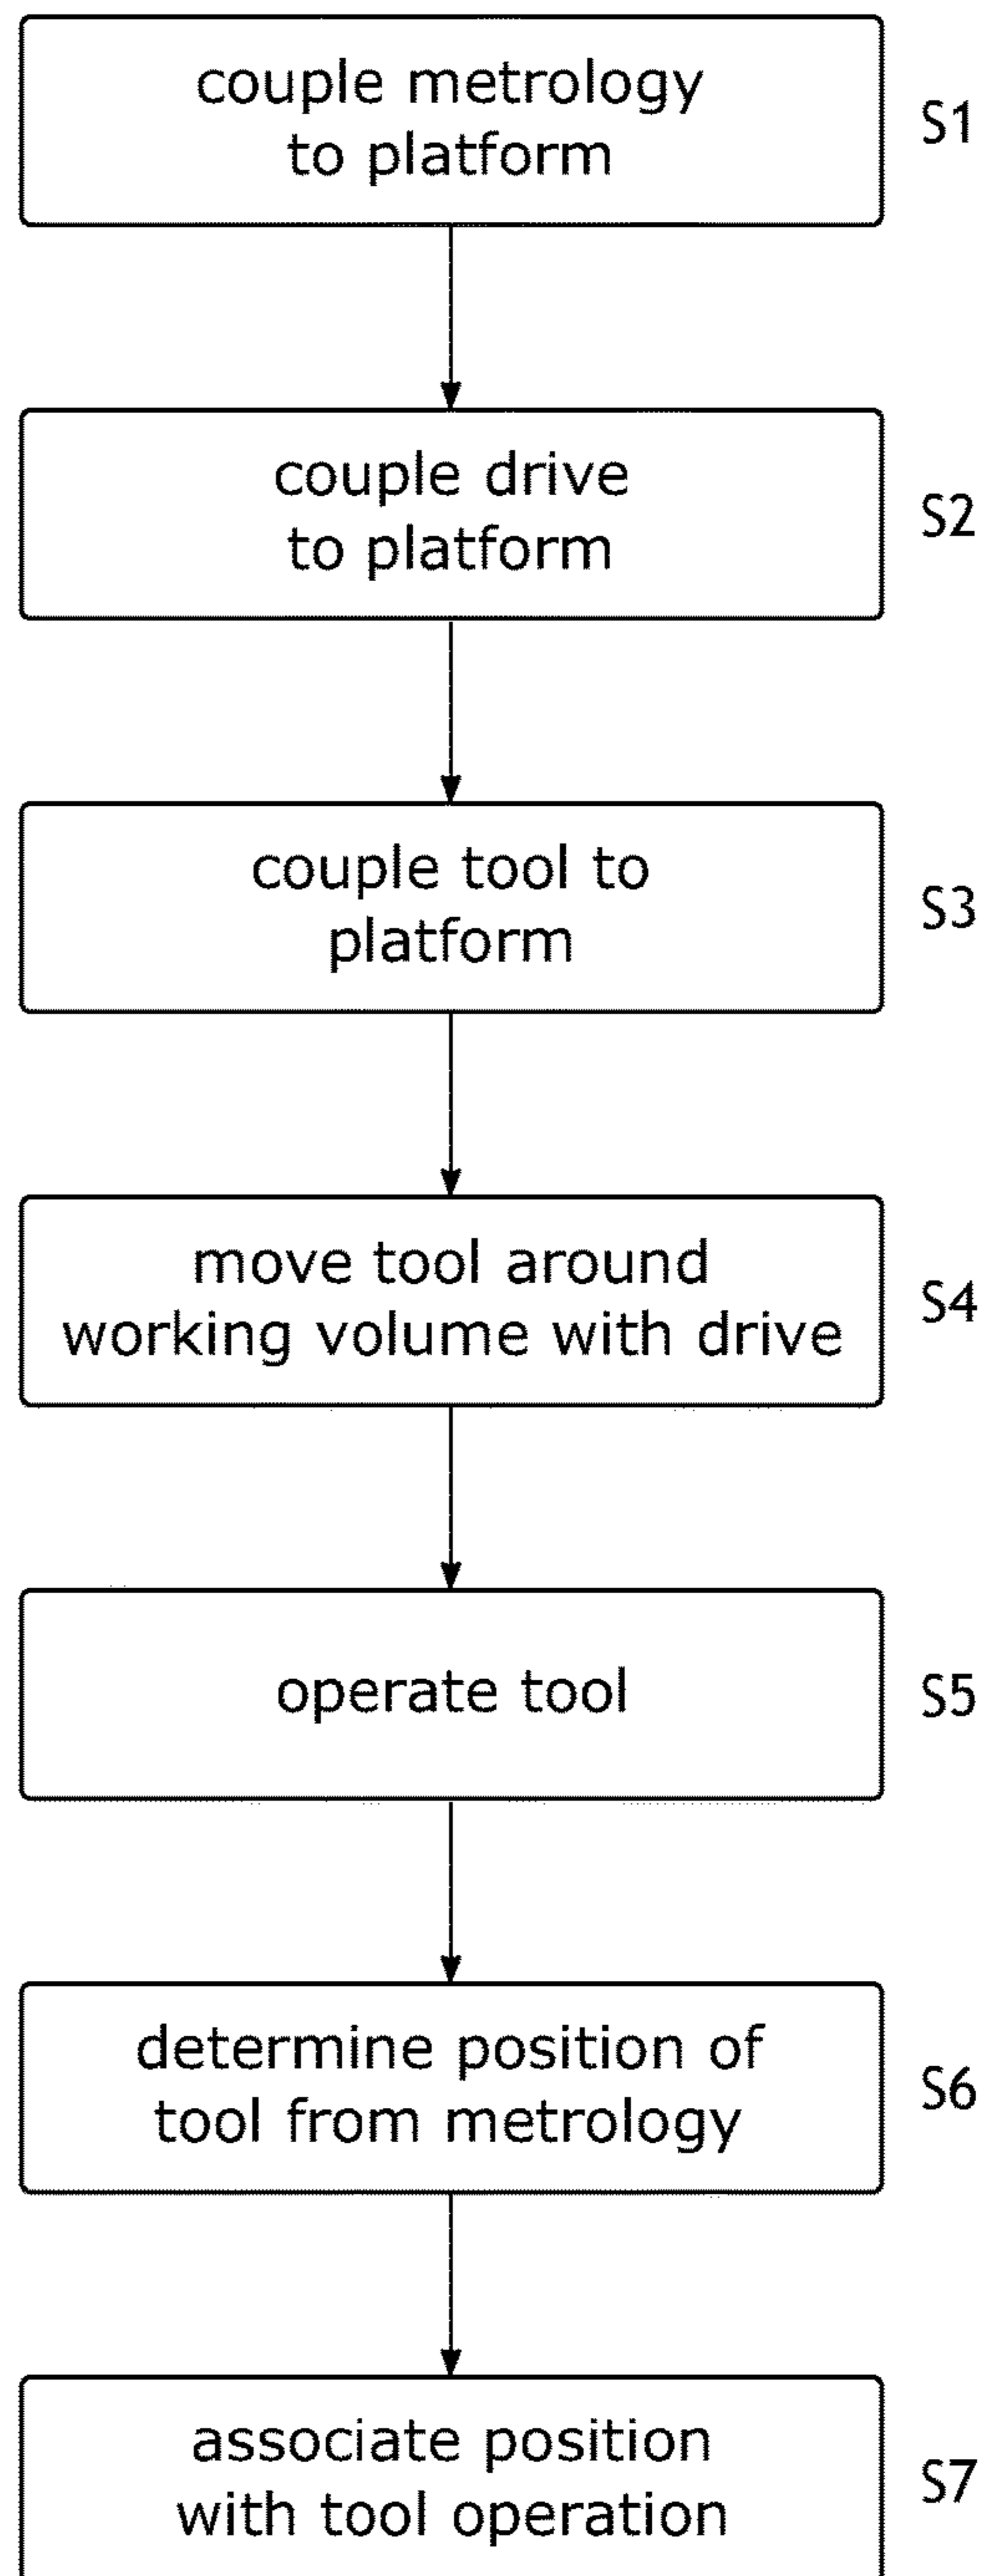 couple metrology
to platform
S1
couple drive
to platform
S2
couple tool to
platform
S3
move tool around
working volume with drive
S4
operate tool
S5
determine position of
tool from metrology
S6
associate position
with tool operation
S7